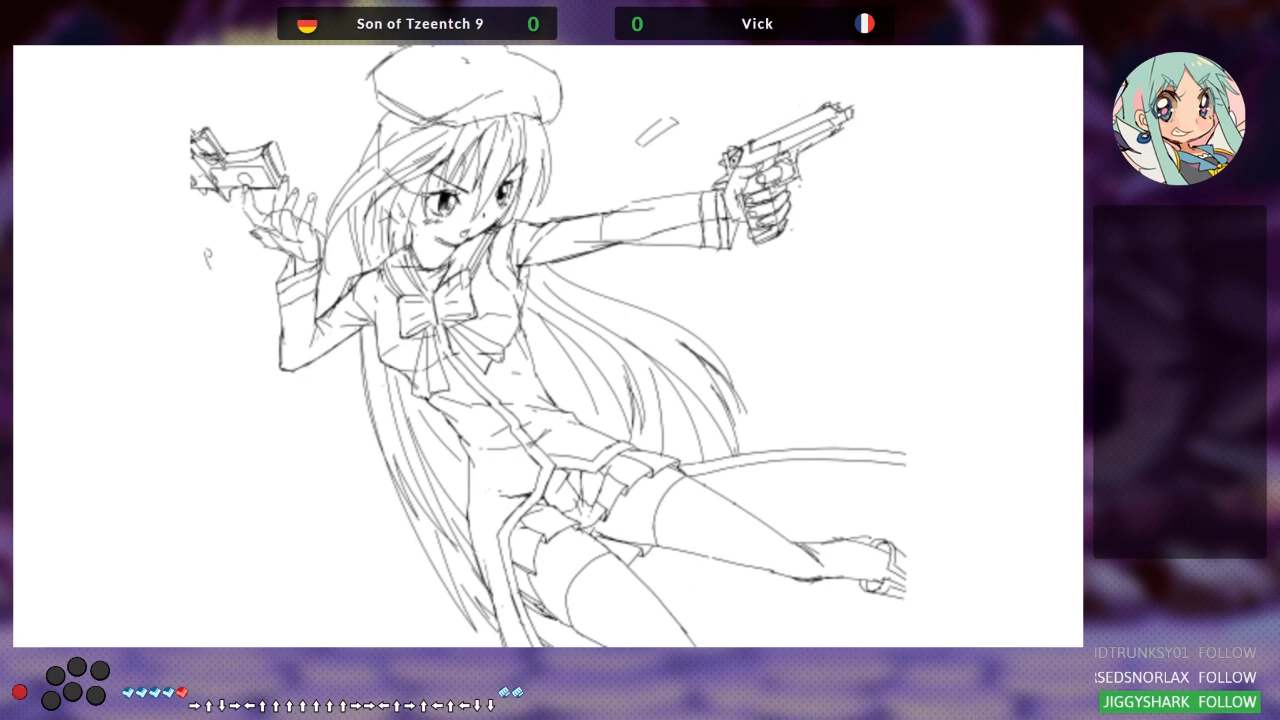 Son of Tzeentch 9 0
0 Vick
IDTRUNKSY01 FOLLOW
SEDSNORLAX FOLLOW
JIGGYSHARK FOLLOW